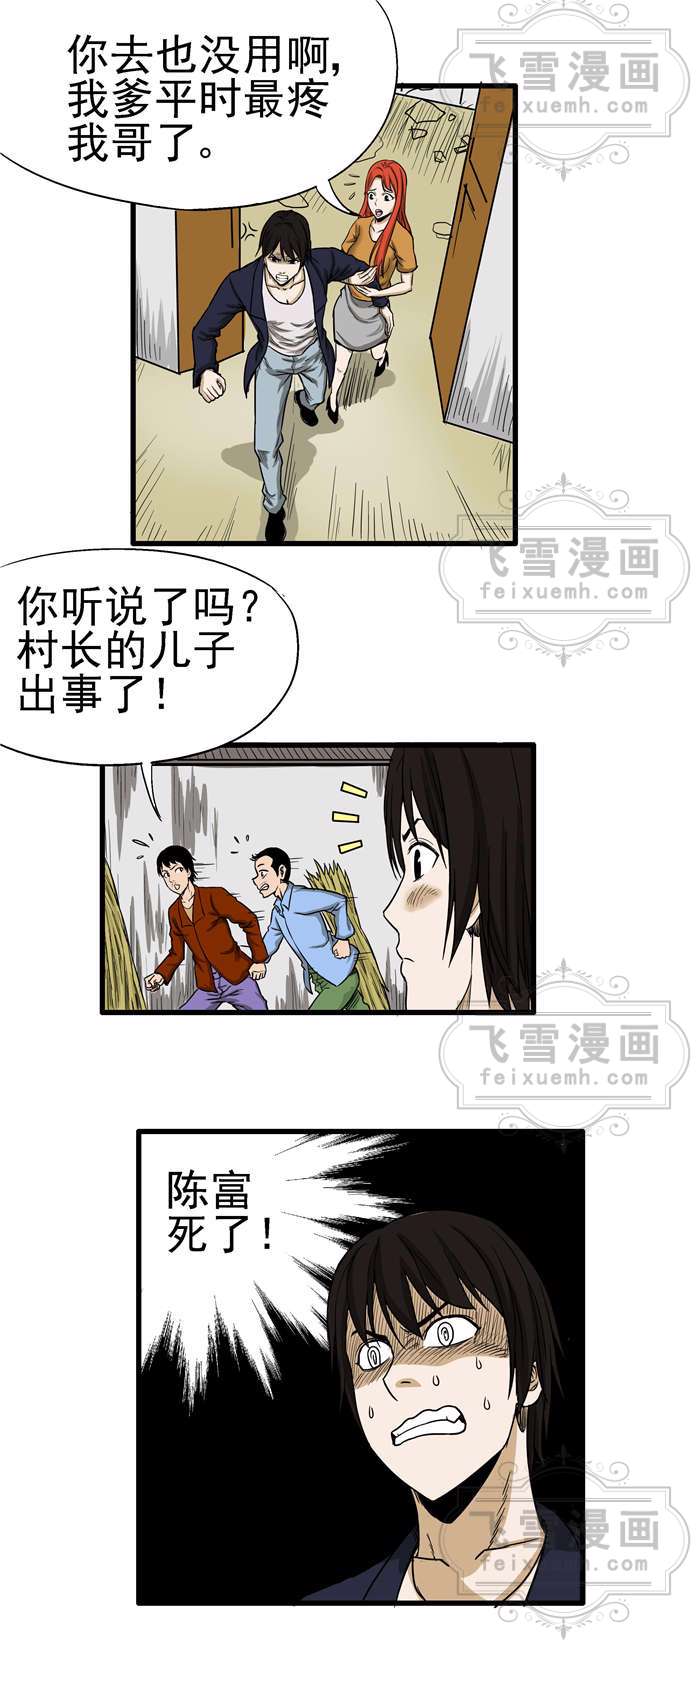 飞雪漫画
feixuemh.com
你去也没用啊,
我爹平时最疼
我哥了。
飞雪漫画
feixuemh.com
你听说了吗?
村长的儿子
出事了!
飞雪漫画
feixuemh.com
陈富
死了!
飞雪漫画
feixuemh.com